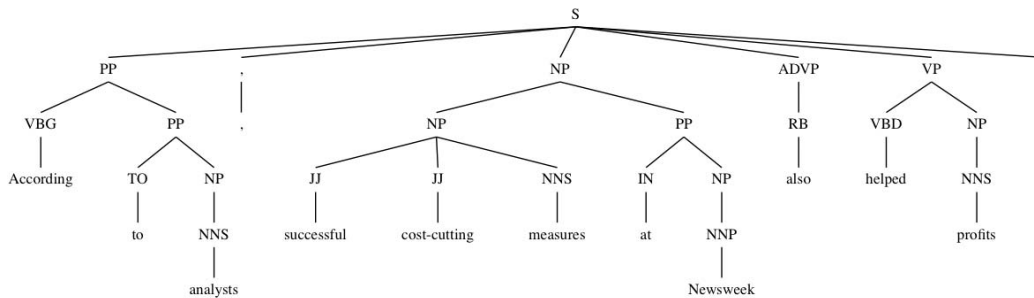 S
PP , NP ADVP VP
VBG PP , NP PP RB VBD NP
According TO NP JJ JJ NNS IN NP also helped NNS
to NNS successful cost-cutting measures at NNP profits
analysts Newsweek